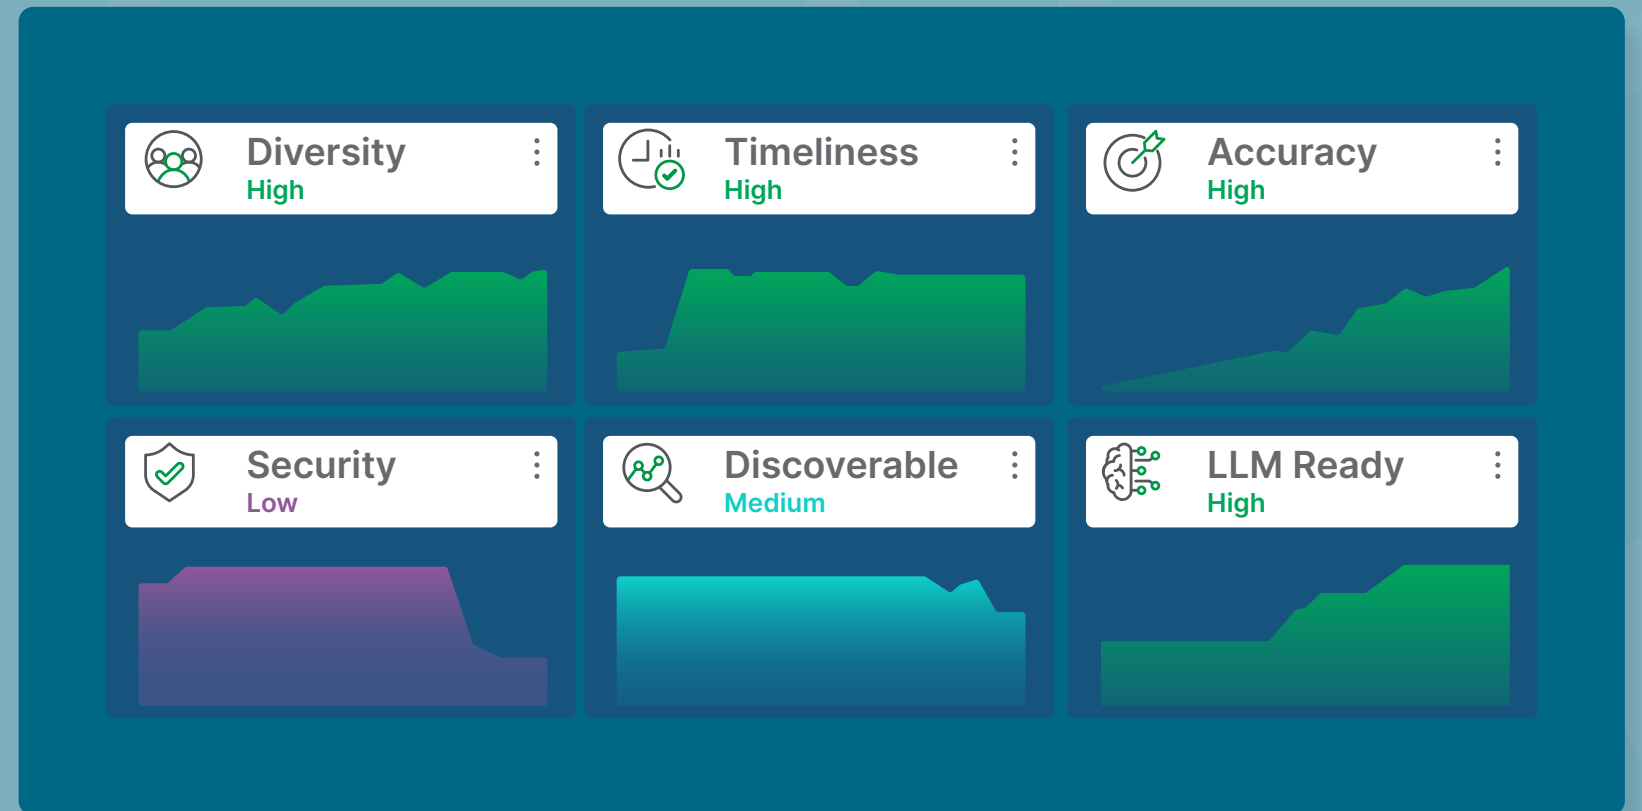 Diversity
High
Timeliness
High
Accuracy
High
Security
Low
Discoverable
Medium
LLM Ready
High